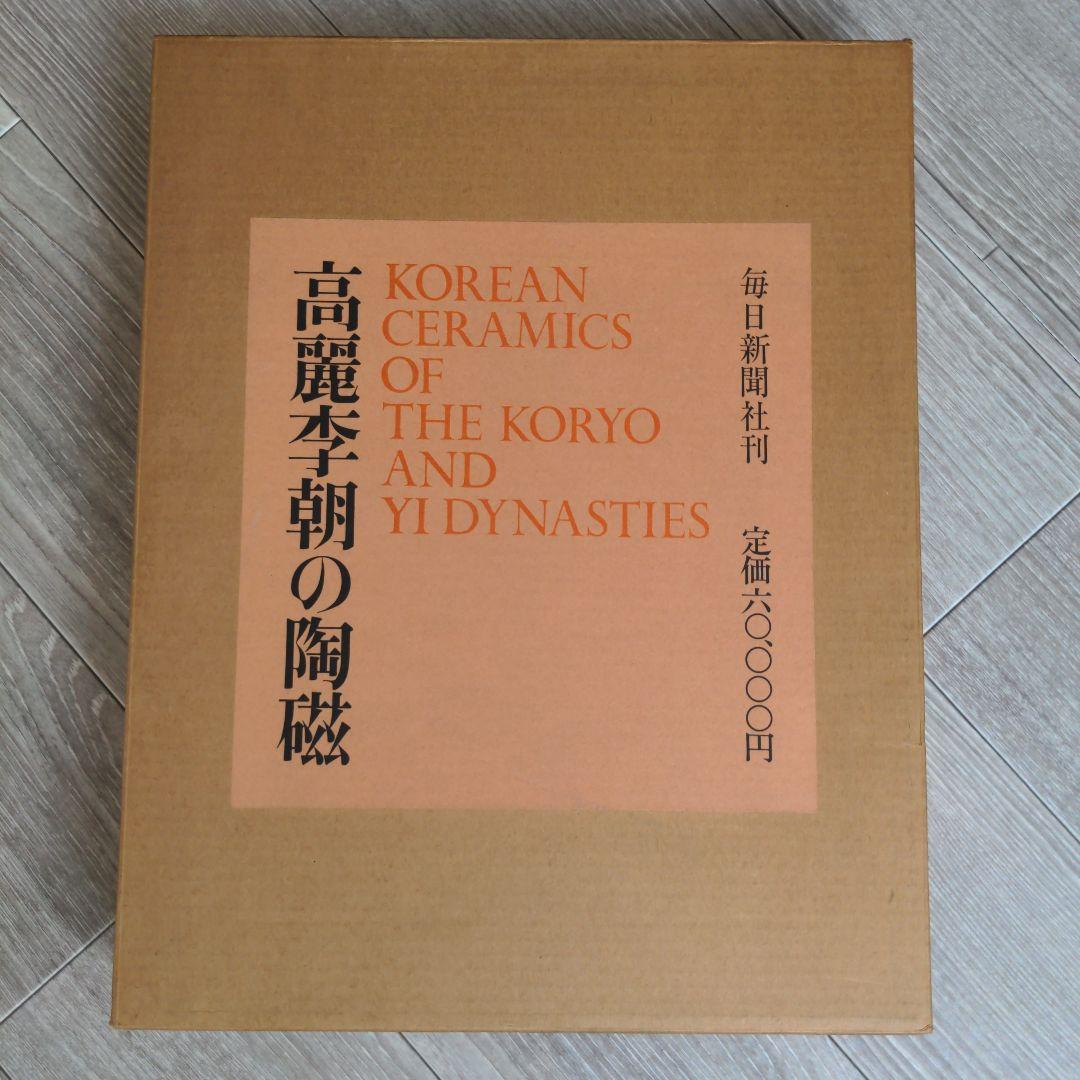 高麗李朝の陶磁
KOREAN
CERAMICS
OF
THE KORYO
AND
YI DYNASTIES
毎日新聞社刊
定価六〇、〇〇〇円